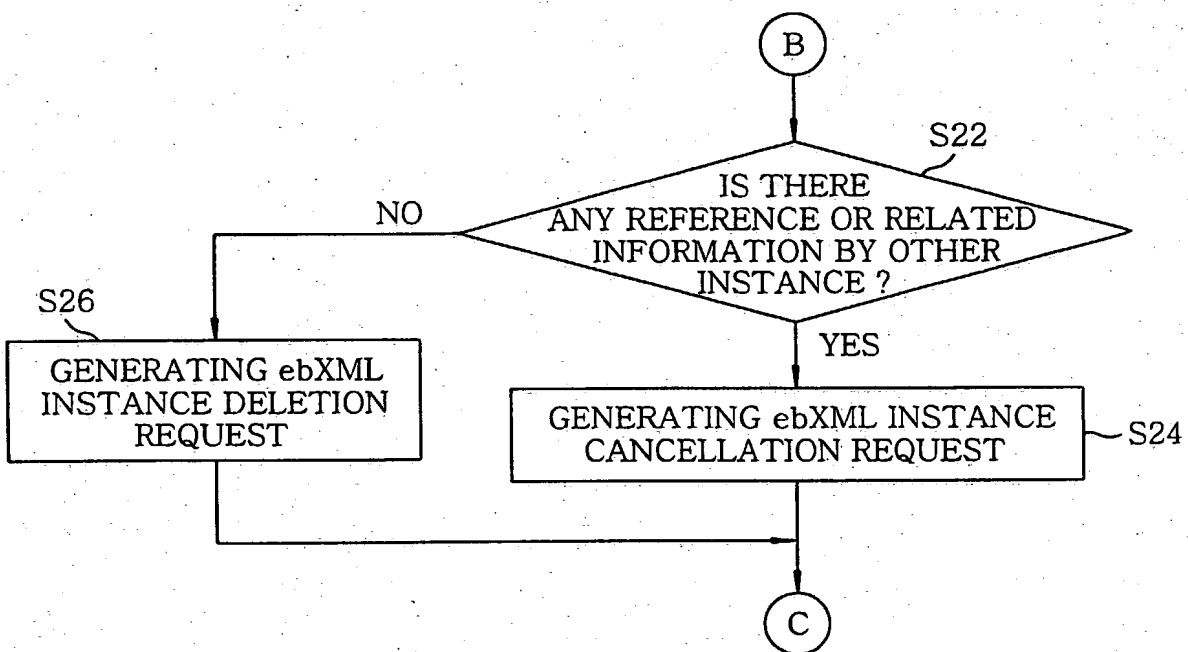 B
S22
IS THERE
ANY REFERENCE OR RELATED
INFORMATION BY OTHER
INSTANCE ?
NO
YES
S26
GENERATING ebXML
INSTANCE DELETION
REQUEST
GENERATING ebXML INSTANCE
CANCELLATION REQUEST
S24
C